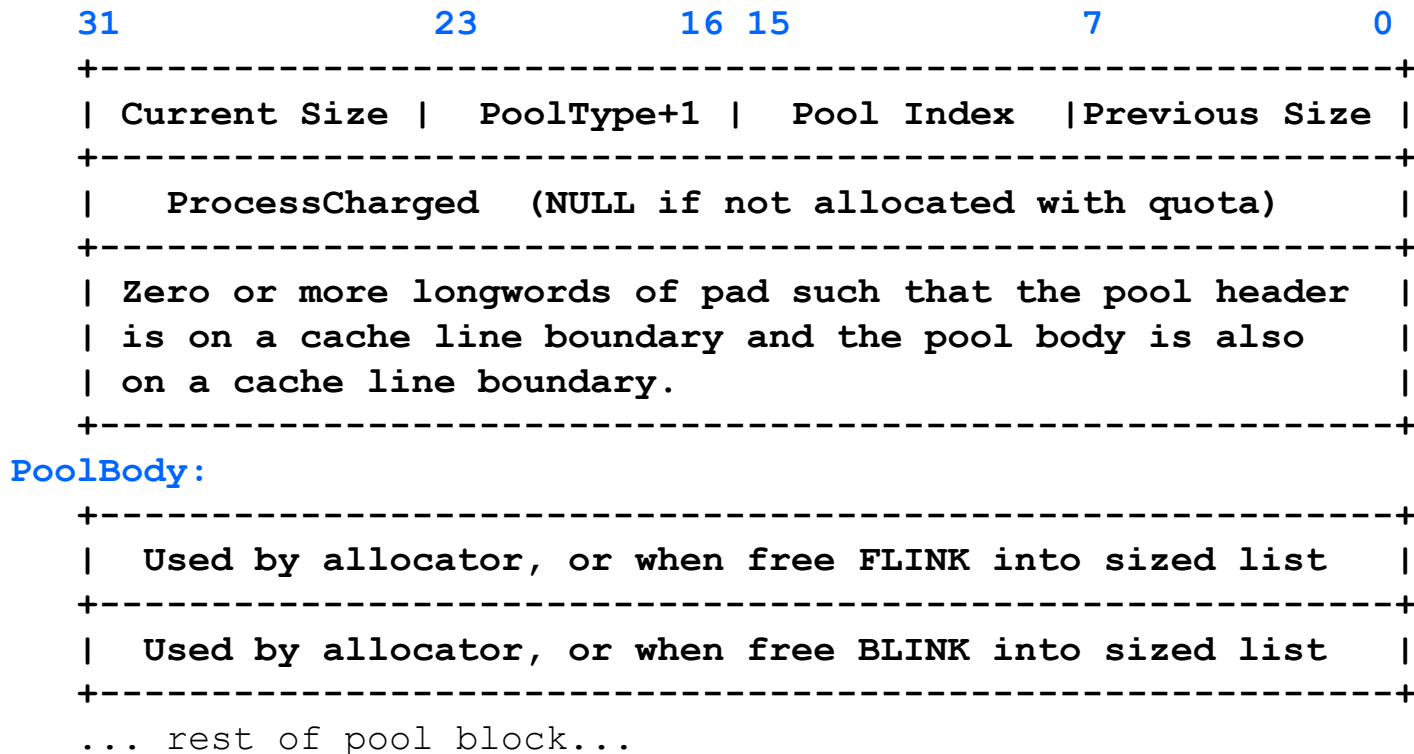 31 23 16 15 7 0
+----------------------------------------------------------+
| Current Size | PoolType+1 | Pool Index |Previous Size |
+----------------------------------------------------------+
| ProcessCharged (NULL if not allocated with quota) |
+----------------------------------------------------------+
| Zero or more longwords of pad such that the pool header |
| is on a cache line boundary and the pool body is also |
| on a cache line boundary. |
+----------------------------------------------------------+
PoolBody:
+----------------------------------------------------------+
| Used by allocator, or when free FLINK into sized list |
+----------------------------------------------------------+
| Used by allocator, or when free BLINK into sized list |
+----------------------------------------------------------+
... rest of pool block...